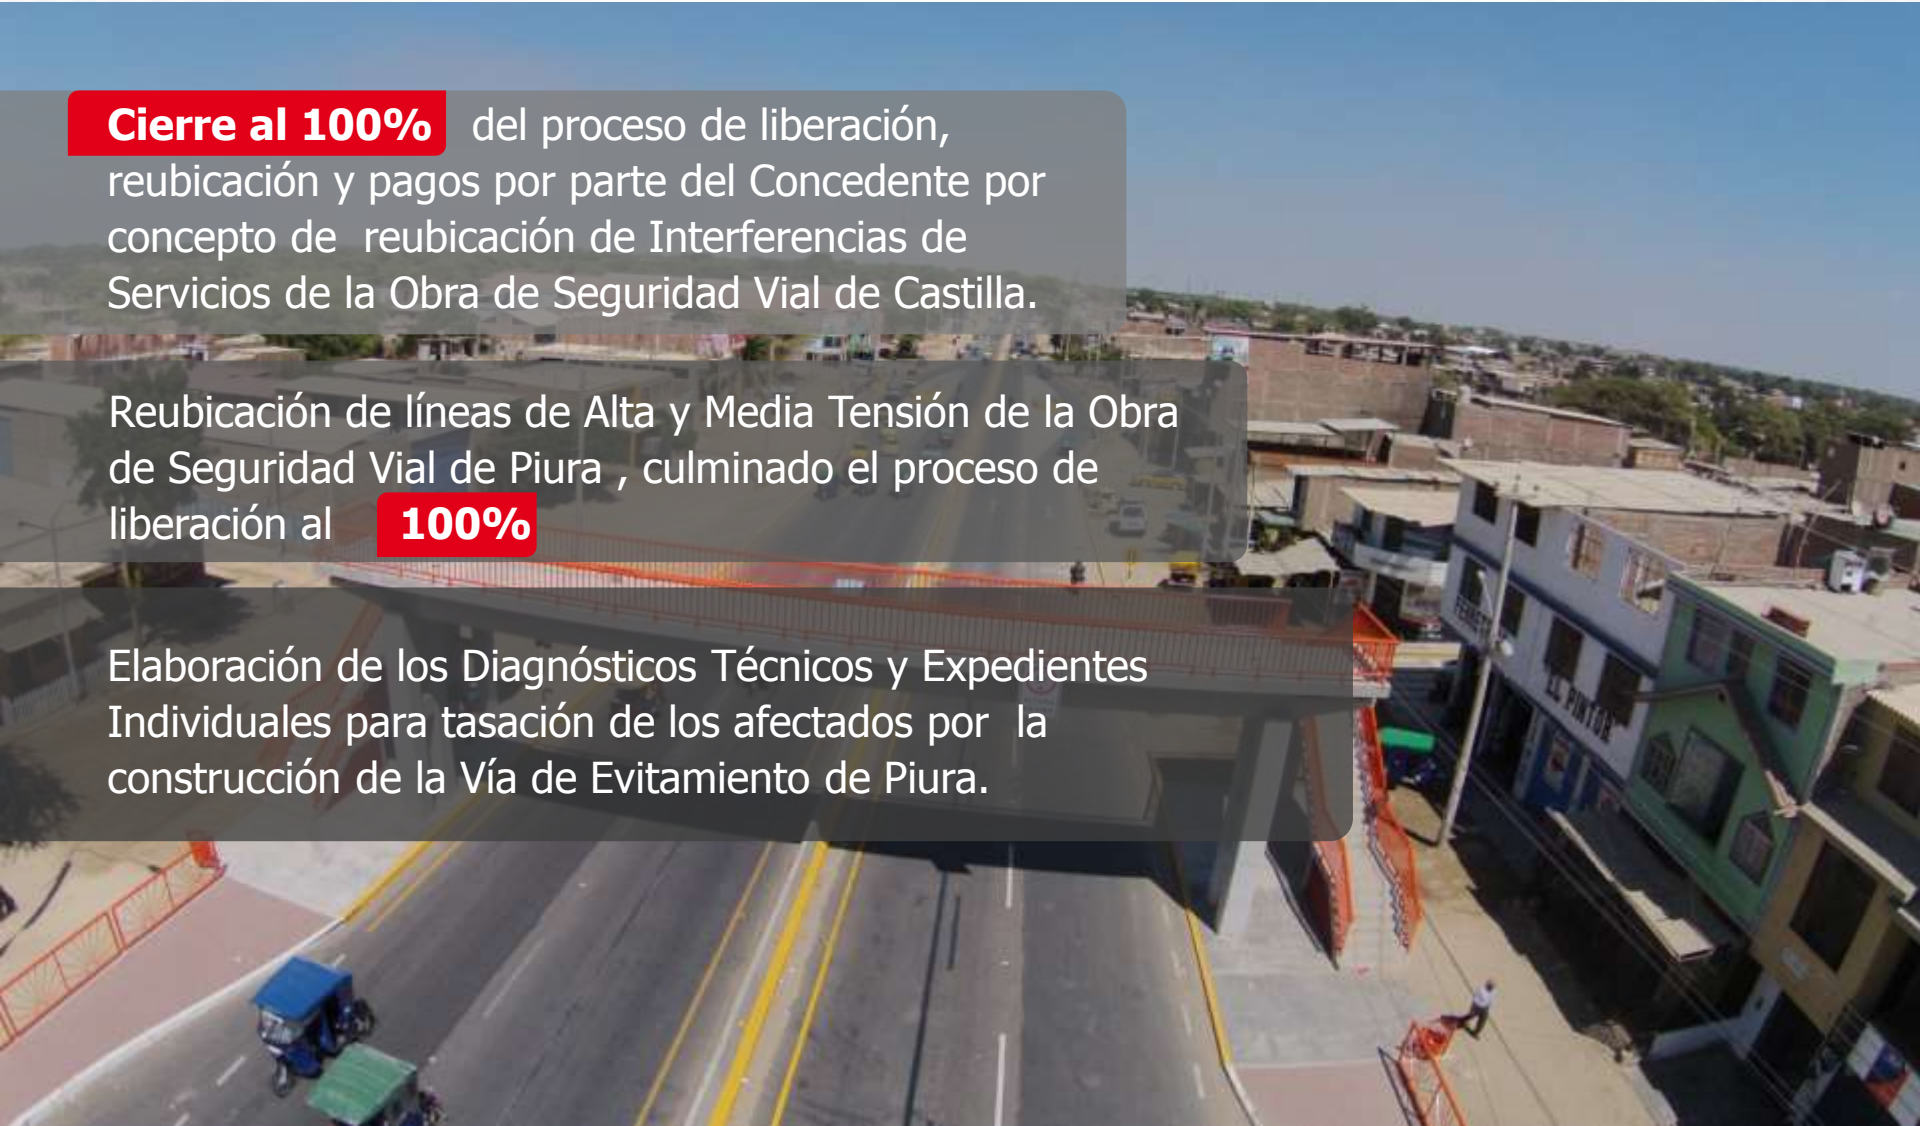 Cierre al 100% del proceso de liberación,
reubicación y pagos por parte del Concedente por
concepto de reubicación de Interferencias de
Servicios de la Obra de Seguridad Vial de Castilla.
Reubicación de líneas de Alta y Media Tensión de la Obra
de Seguridad Vial de Piura , culminado el proceso de
liberación al 100%
Elaboración de los Diagnósticos Técnicos y Expedientes
Individuales para tasación de los afectados por la
construcción de la Vía de Evitamiento de Piura.
EL PINTOR